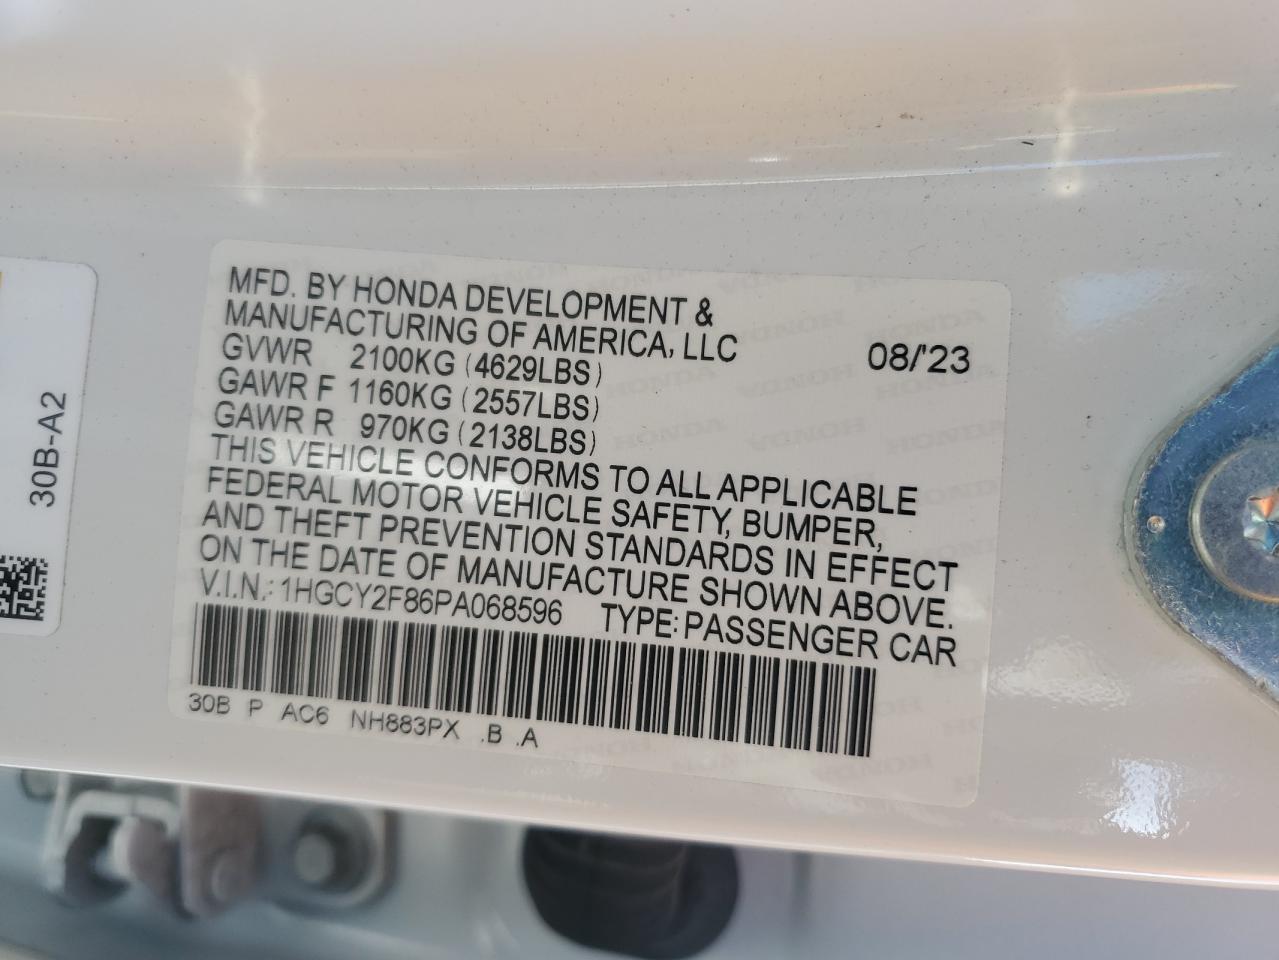 MFD. BY HONDA DEVELOPMENT &
MANUFACTURING OF AMERICA, LLC
08/'23
GVWR 2100KG (4629LBS)
GAWR F 1160KG (2557LBS)
GAWR R 970KG (2138LBS)
THIS VEHICLE CONFORMS TO ALL APPLICABLE
FEDERAL MOTOR VEHICLE SAFETY, BUMPER,
AND THEFT PREVENTION STANDARDS IN EFFECT
ON THE DATE OF MANUFACTURE SHOWN ABOVE.
V.I.N.: 1HGCY2F86PA068596 TYPE: PASSENGER CAR
30B P AC6 NH883PX .B .A
30B-A2